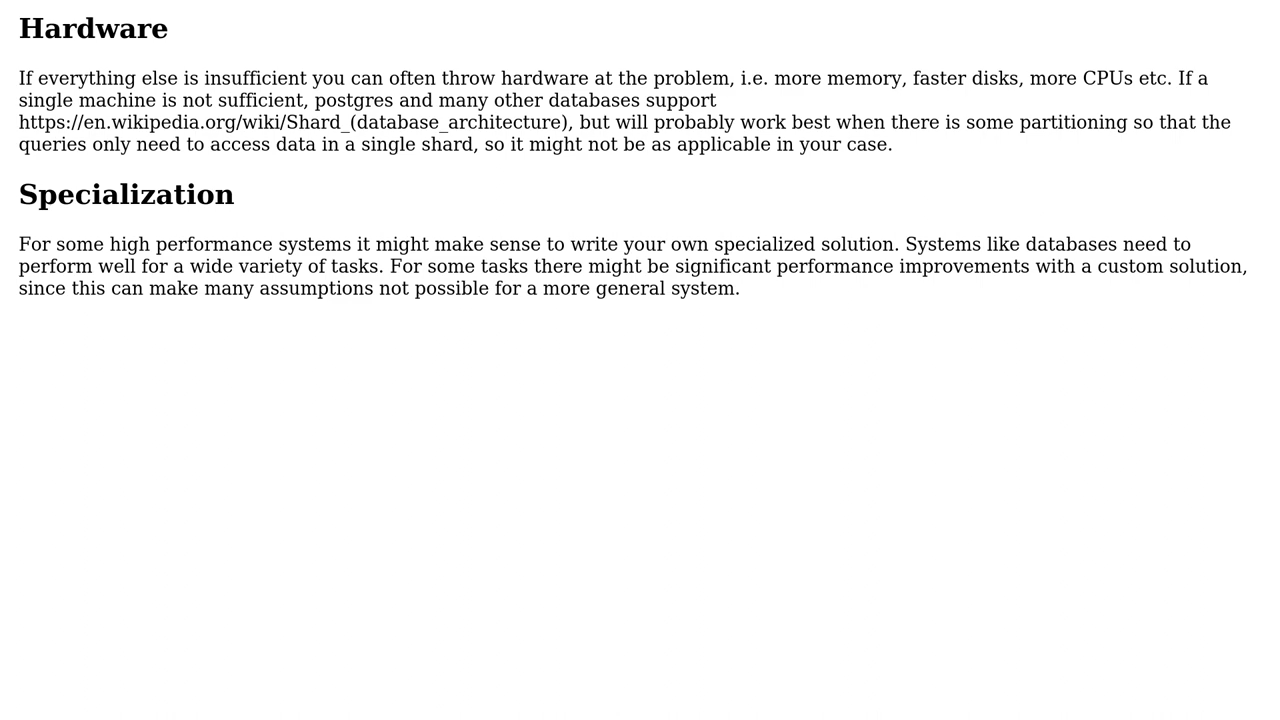 Hardware
If everything else is insufficient you can often throw hardware at the problem, i.e. more memory, faster disks, more CPUs etc. If a
single machine is not sufficient, postgres and many other databases support
https://en.wikipedia.org/wiki/Shard_(database_architecture), but will probably work best when there is some partitioning so that the
queries only need to access data in a single shard, so it might not be as applicable in your case.
Specialization
For some high performance systems it might make sense to write your own specialized solution. Systems like databases need to
perform well for a wide variety of tasks. For some tasks there might be significant performance improvements with a custom solution,
since this can make many assumptions not possible for a more general system.